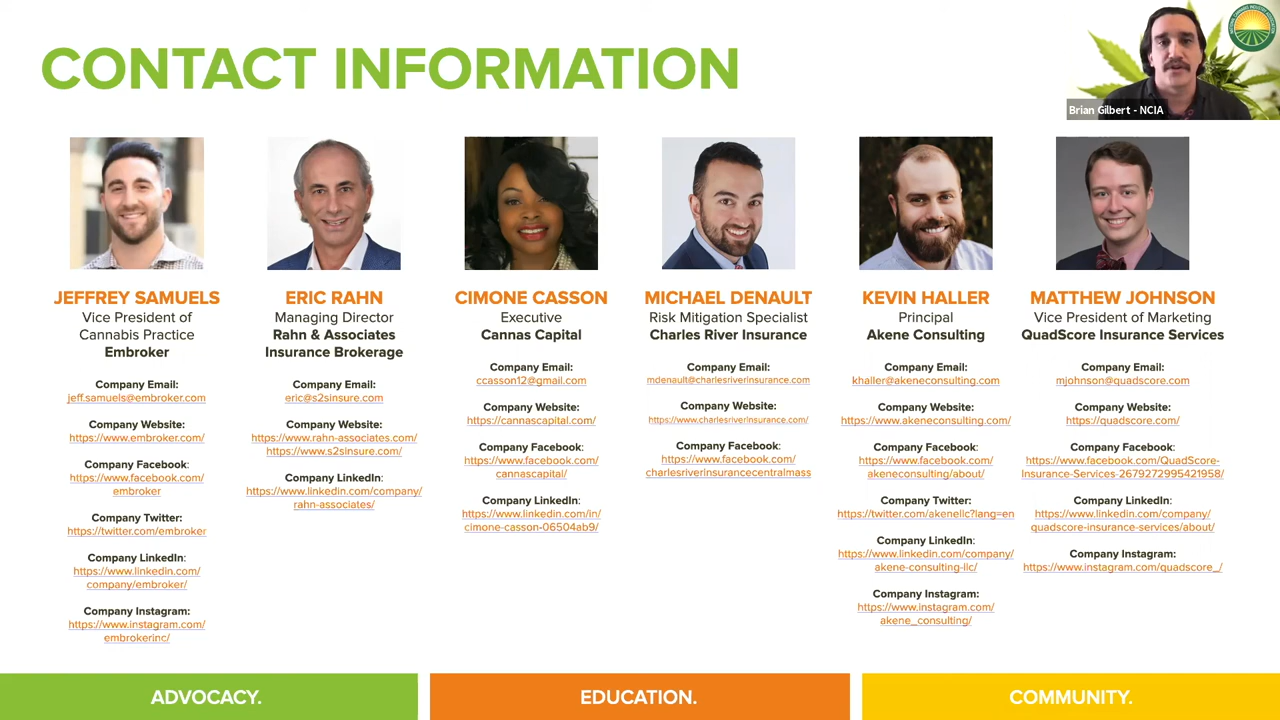 CONTACT INFORMATION
Brian Gilbert - NCIA
JEFFREY SAMUELS
Vice President of
Cannabis Practice
Embroker
Company Email:
jeff.samuels@embroker.com
Company Website:
https://www.embroker.com/
Company Facebook:
https://www.facebook.com/
embroker
Company Twitter:
https://twitter.com/embroker
Company LinkedIn:
https://www.linkedin.com/
company/embroker/
Company Instagram:
https://www.instagram.com/
embrokerinc/
ERIC RAHN
Managing Director
Rahn & Associates
Insurance Brokerage
Company Email:
eric@s2sinsure.com
Company Website:
https://www.rahn-associates.com/
https://www.s2sinsure.com/
Company LinkedIn:
https://www.linkedin.com/company/
rahn-associates/
CIMONE CASSON
Executive
Cannas Capital
Company Email:
ccasson12@gmail.com
Company Website:
https://cannascapital.com/
Company Facebook:
https://www.facebook.com/
cannascapital/
Company LinkedIn:
https://www.linkedin.com/in/
cimone-casson-06504ab9/
MICHAEL DENAULT
Risk Mitigation Specialist
Charles River Insurance
Company Email:
mdenault@charlesriverinsurance.com
Company Website:
https://www.charlesriverinsurance.com/
Company Facebook:
https://www.facebook.com/
charlesriverinsurancecentralmass
KEVIN HALLER
Principal
Akene Consulting
Company Email:
khaller@akeneconsulting.com
Company Website:
https://www.akeneconsulting.com/
Company Facebook:
https://www.facebook.com/
akeneconsulting/about/
Company Twitter:
https://twitter.com/akenellc?lang=en
Company LinkedIn:
https://www.linkedin.com/company/
akene-consulting-llc/
Company Instagram:
https://www.instagram.com/
akene_consulting/
MATTHEW JOHNSON
Vice President of Marketing
QuadScore Insurance Services
Company Email:
mjohnson@quadscore.com
Company Website:
https://quadscore.com/
Company Facebook:
https://www.facebook.com/QuadScore-
Insurance-Services-2679272995421958/
Company LinkedIn:
https://www.linkedin.com/company/
quadscore-insurance-services/about/
Company Instagram:
https://www.instagram.com/quadscore_/
ADVOCACY.
EDUCATION.
COMMUNITY.